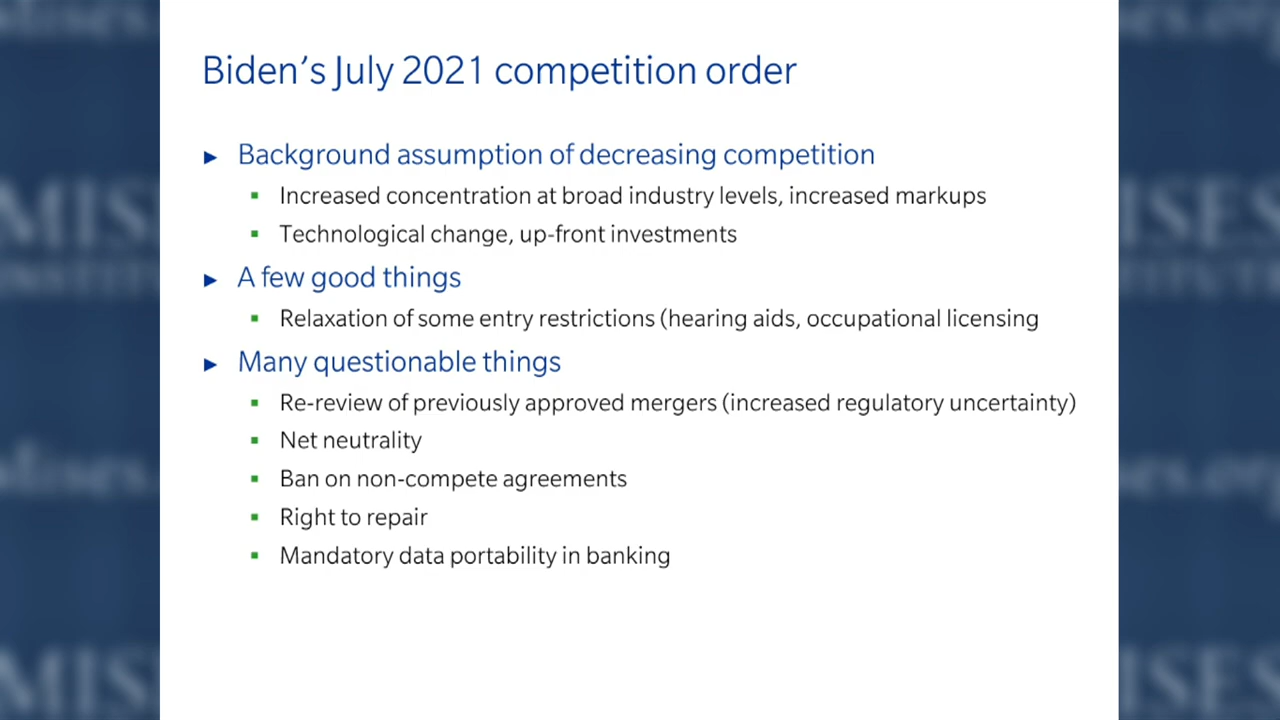 Biden's July 2021 competition order
► Background assumption of decreasing competition
▪ Increased concentration at broad industry levels, increased markups
▪ Technological change, up-front investments
► A few good things
▪ Relaxation of some entry restrictions (hearing aids, occupational licensing
► Many questionable things
▪ Re-review of previously approved mergers (increased regulatory uncertainty)
▪ Net neutrality
▪ Ban on non-compete agreements
▪ Right to repair
▪ Mandatory data portability in banking